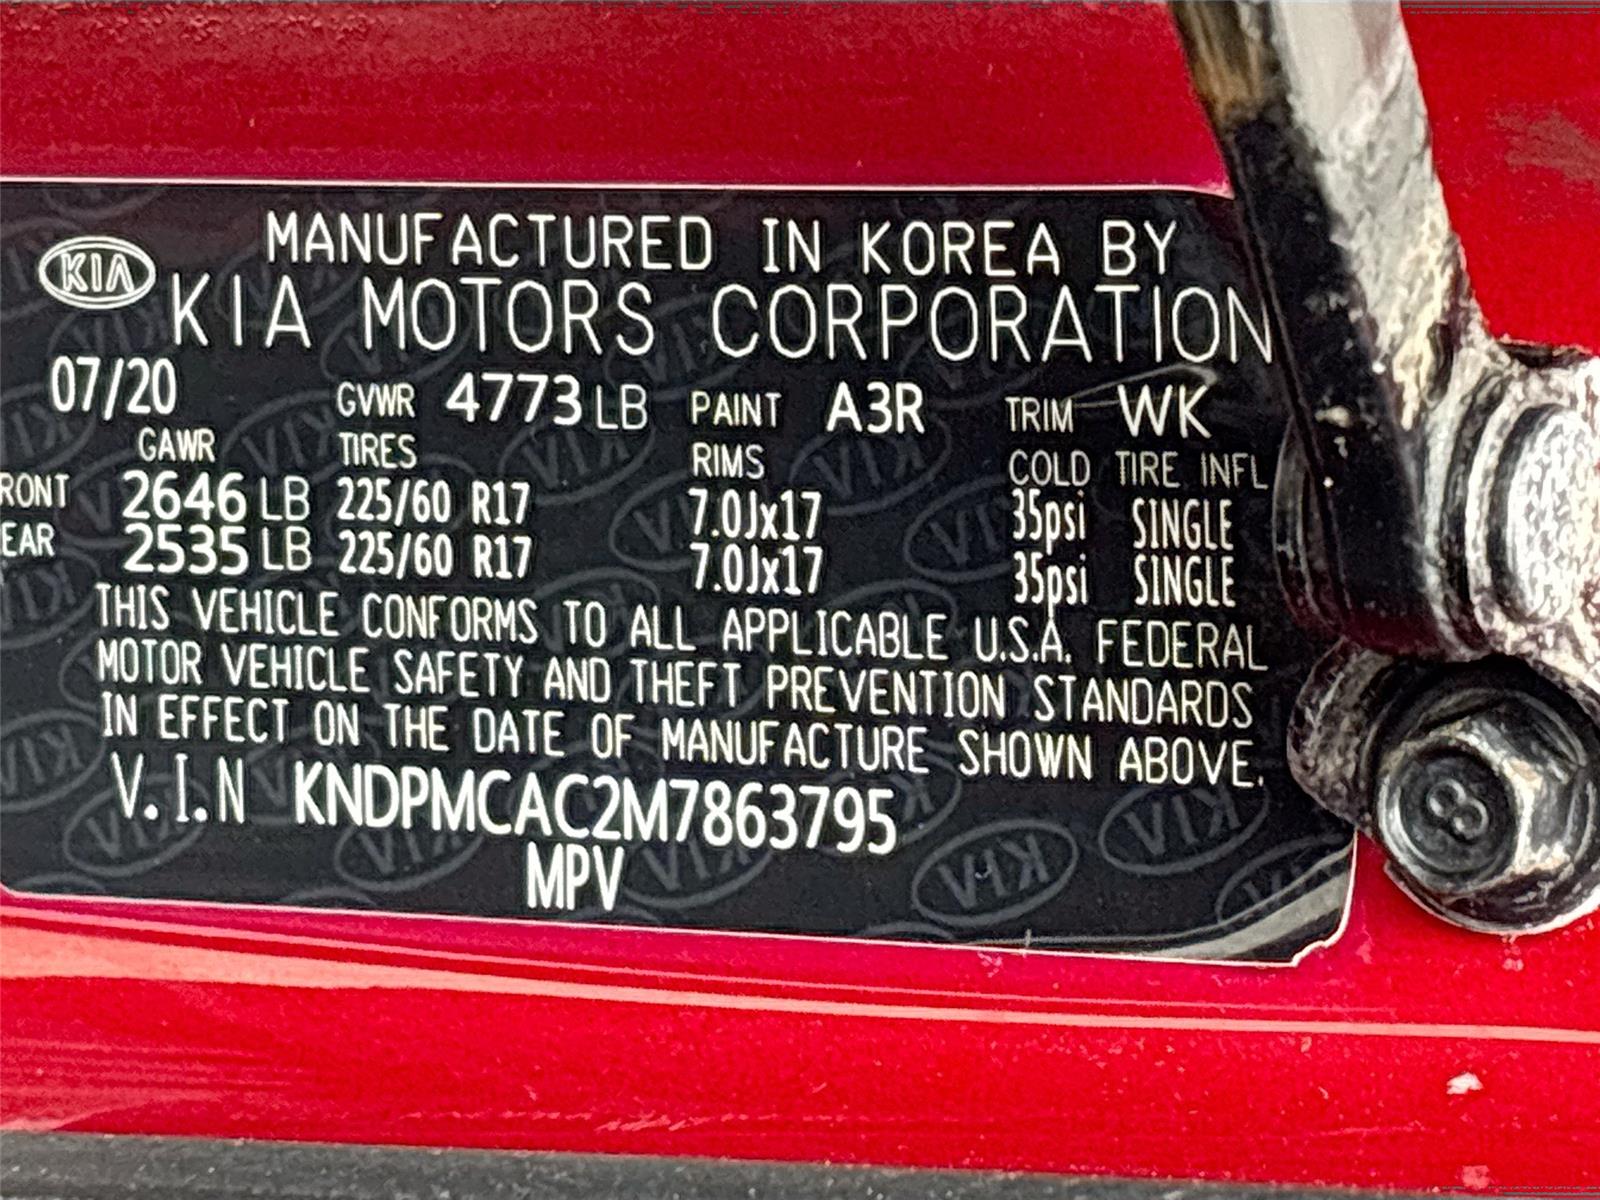 MANUFACTURED IN KOREA BY
KIA KIA MOTORS CORPORATION
07/20 GVWR 4773 LB PAINT A3R TRIM WK
GAWR TIRES RIMS COLD TIRE INFL
RONT 2646 LB 225/60 R17 7.0Jx17 35psi SINGLE
EAR 2535 LB 225/60 R17 7.0Jx17 35psi SINGLE
THIS VEHICLE CONFORMS TO ALL APPLICABLE U.S.A. FEDERAL
MOTOR VEHICLE SAFETY AND THEFT PREVENTION STANDARDS
IN EFFECT ON THE DATE OF MANUFACTURE SHOWN ABOVE.
V.I.N KNDPMCAC2M7863795
MPV
8